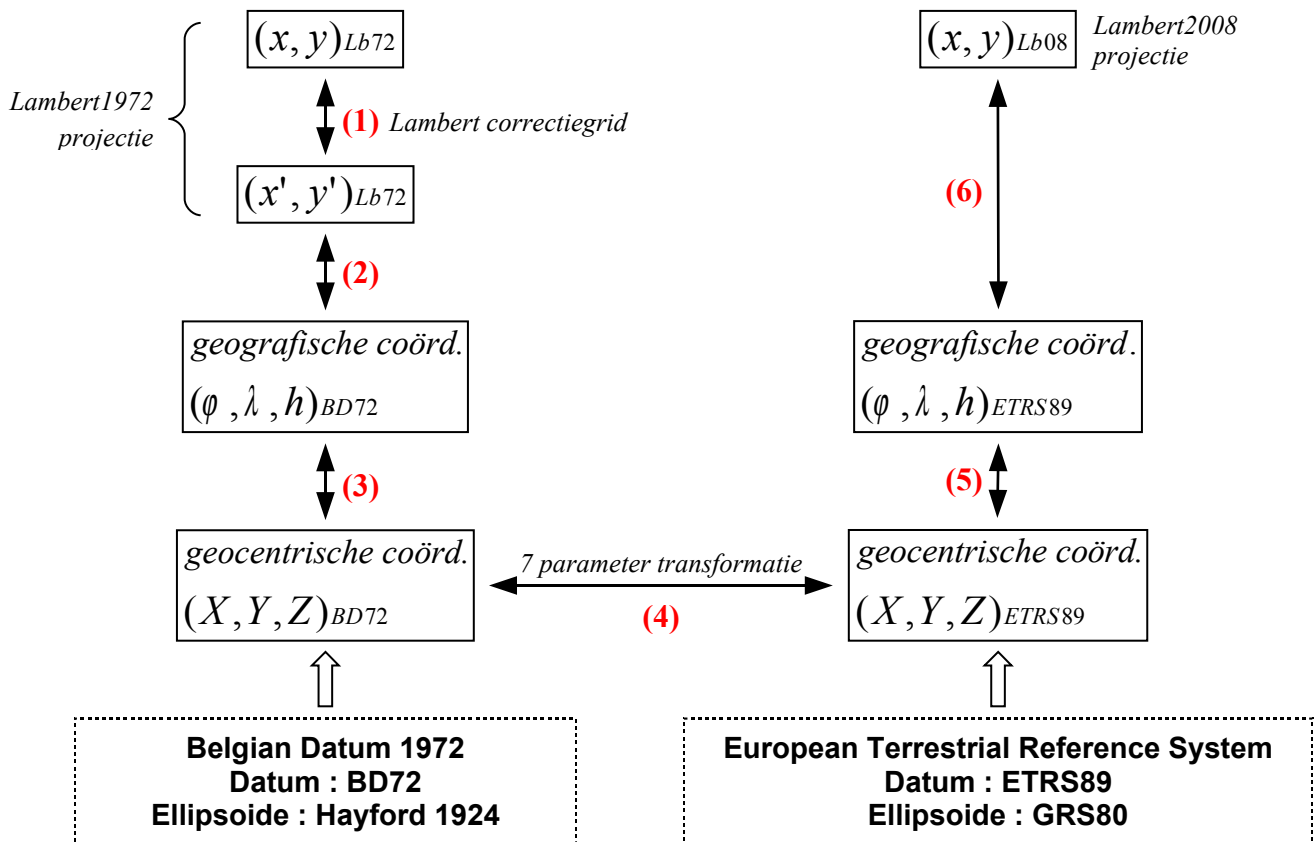 (x, y)Lb72
Lambert1972
projectie
(1) Lambert correctiegrid
(x', y')Lb72
(2)
geografische coörd.
(φ , λ , h)BD72
(3)
geocentrische coörd.
(X, Y, Z)BD72
7 parameter transformatie
(4)
(x, y)Lb08
Lambert2008
projectie
(6)
geografische coörd.
(φ , λ , h)ETRS89
(5)
geocentrische coörd.
(X, Y, Z)ETRS89
Belgian Datum 1972
Datum : BD72
Ellipsoide : Hayford 1924
European Terrestrial Reference System
Datum : ETRS89
Ellipsoide : GRS80